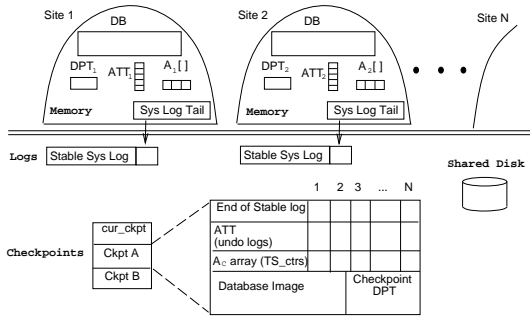 Site 1
Site 2
Site N
DB
DB
DPT1
ATT1
A1[]
DPT2
ATT2
A2[]
Memory
Sys Log Tail
Memory
Sys Log Tail
Logs
Stable Sys Log
Stable Sys Log
Shared Disk
1 2 3 ... N
End of Stable log
ATT
(undo logs)
Ac array (TS_ctrs)
Database Image
Checkpoint
DPT
Checkpoints
cur_ckpt
Ckpt A
Ckpt B